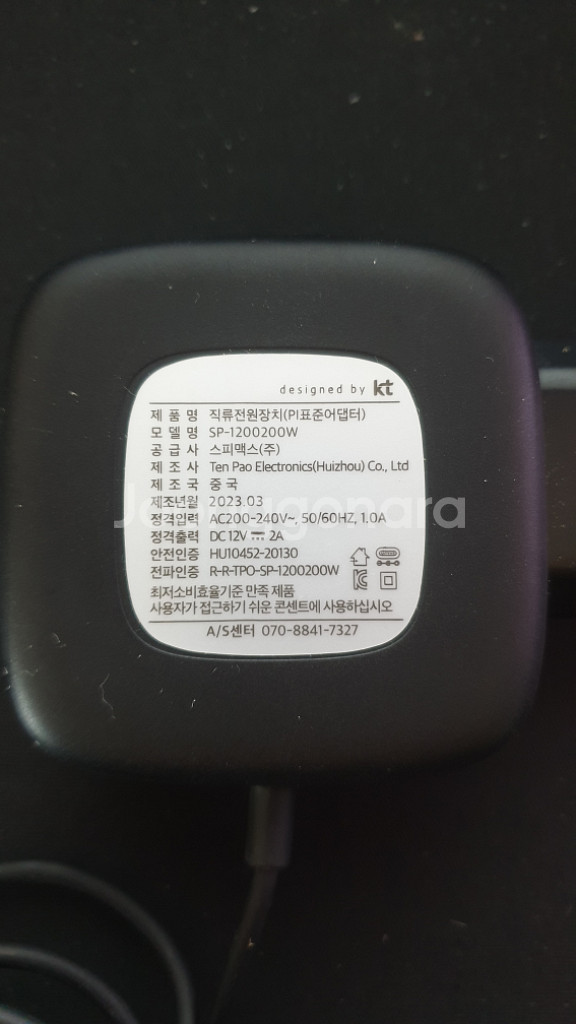 designed by kt
제 품 명 직류전원장치(PI표준어댑터)
모 델 명 SP-1200200W
공 급 사 스피맥스(주)
제 조 사 Ten Pao Electronics(Huizhou) Co., Ltd
제 조 국 중 국
제조년월 2023.03
Joonggonara
정격입력 AC200-240V~, 50/60HZ, 1.0A
정격출력 DC12V ⎓ 2A
안전인증 HU10452-20130
전파인증 R-R-TPO-SP-1200200W
최저소비효율기준 만족 제품
사용자가 접근하기 쉬운 콘센트에 사용하십시오
A/S센터 070-8841-7327